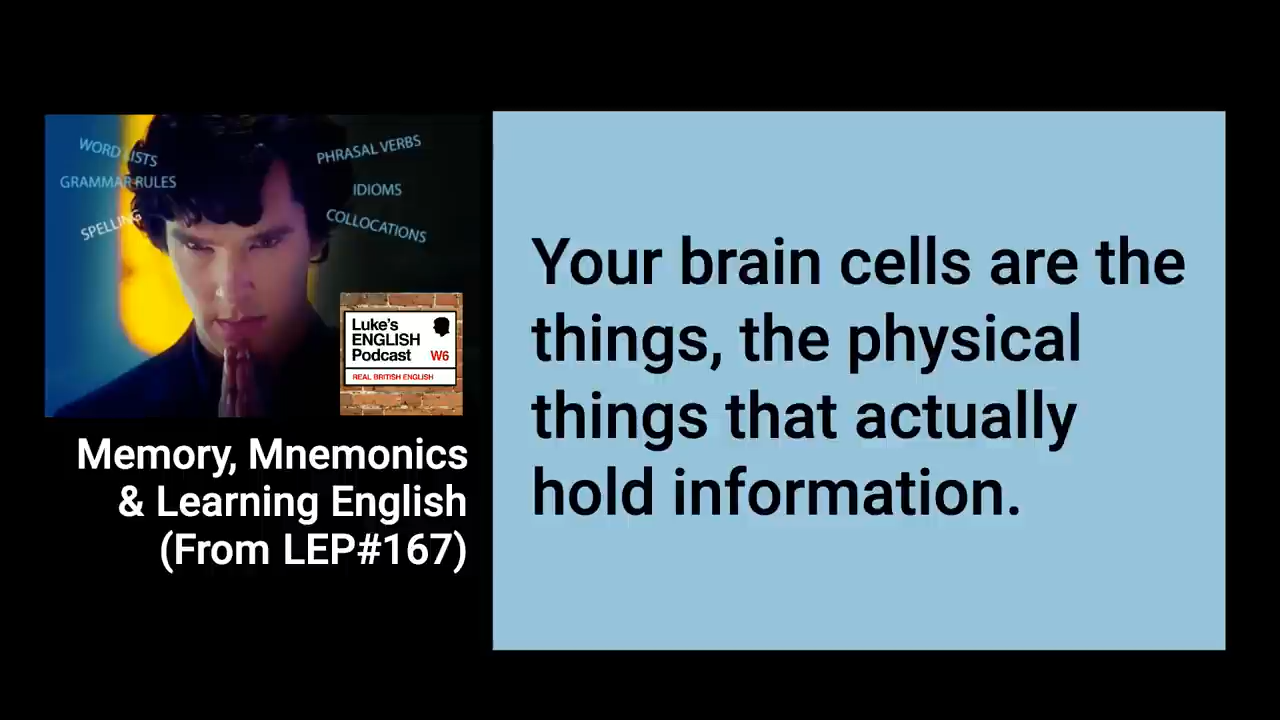 WORD LISTS
GRAMMAR RULES
SPELLING
PHRASAL VERBS
IDIOMS
COLLOCATIONS
Luke's
ENGLISH
Podcast W6
REAL BRITISH ENGLISH
Memory, Mnemonics
& Learning English
(From LEP#167)
Your brain cells are the
things, the physical
things that actually
hold information.